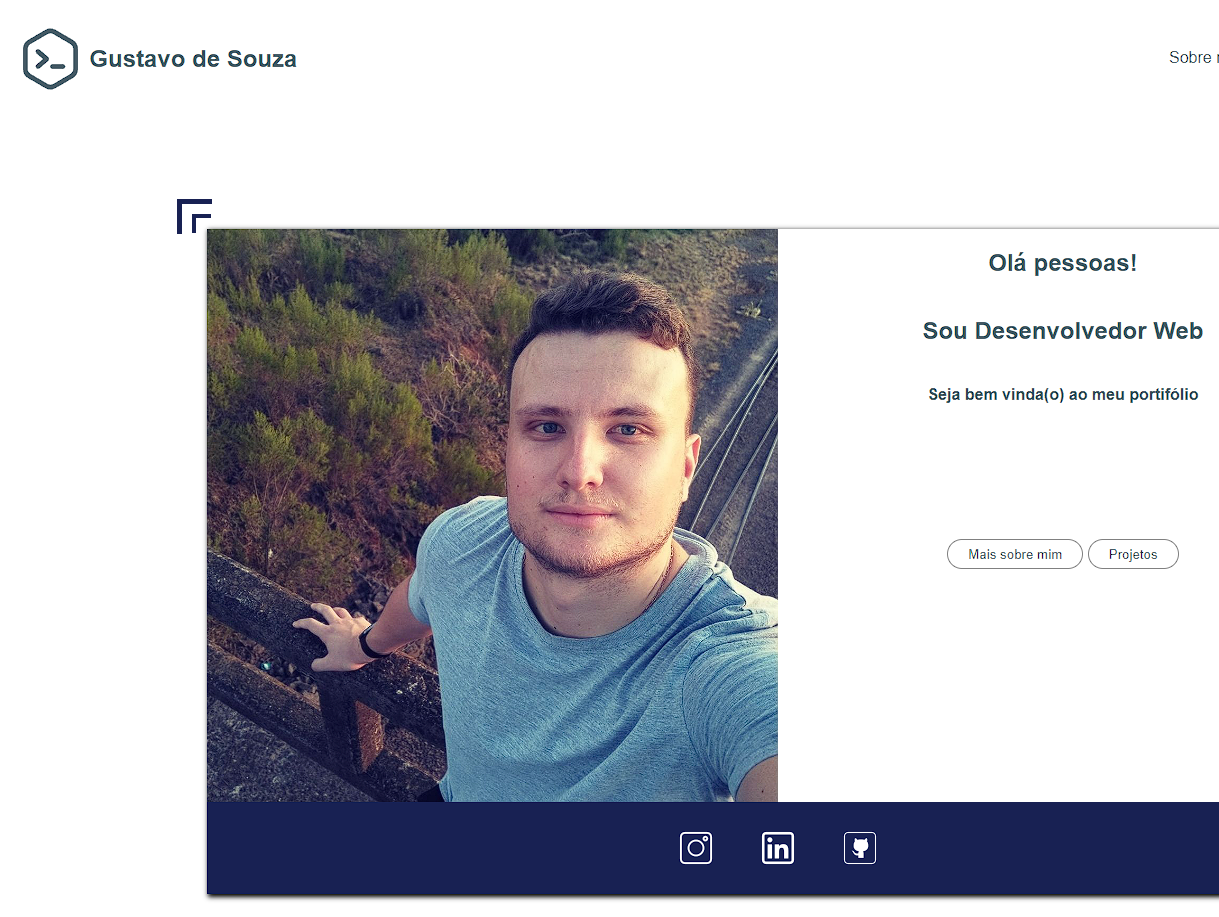 Gustavo de Souza
Sobre
Olá pessoas!
Sou Desenvolvedor Web
Seja bem vinda(o) ao meu portifólio
Mais sobre mim
Projetos
in